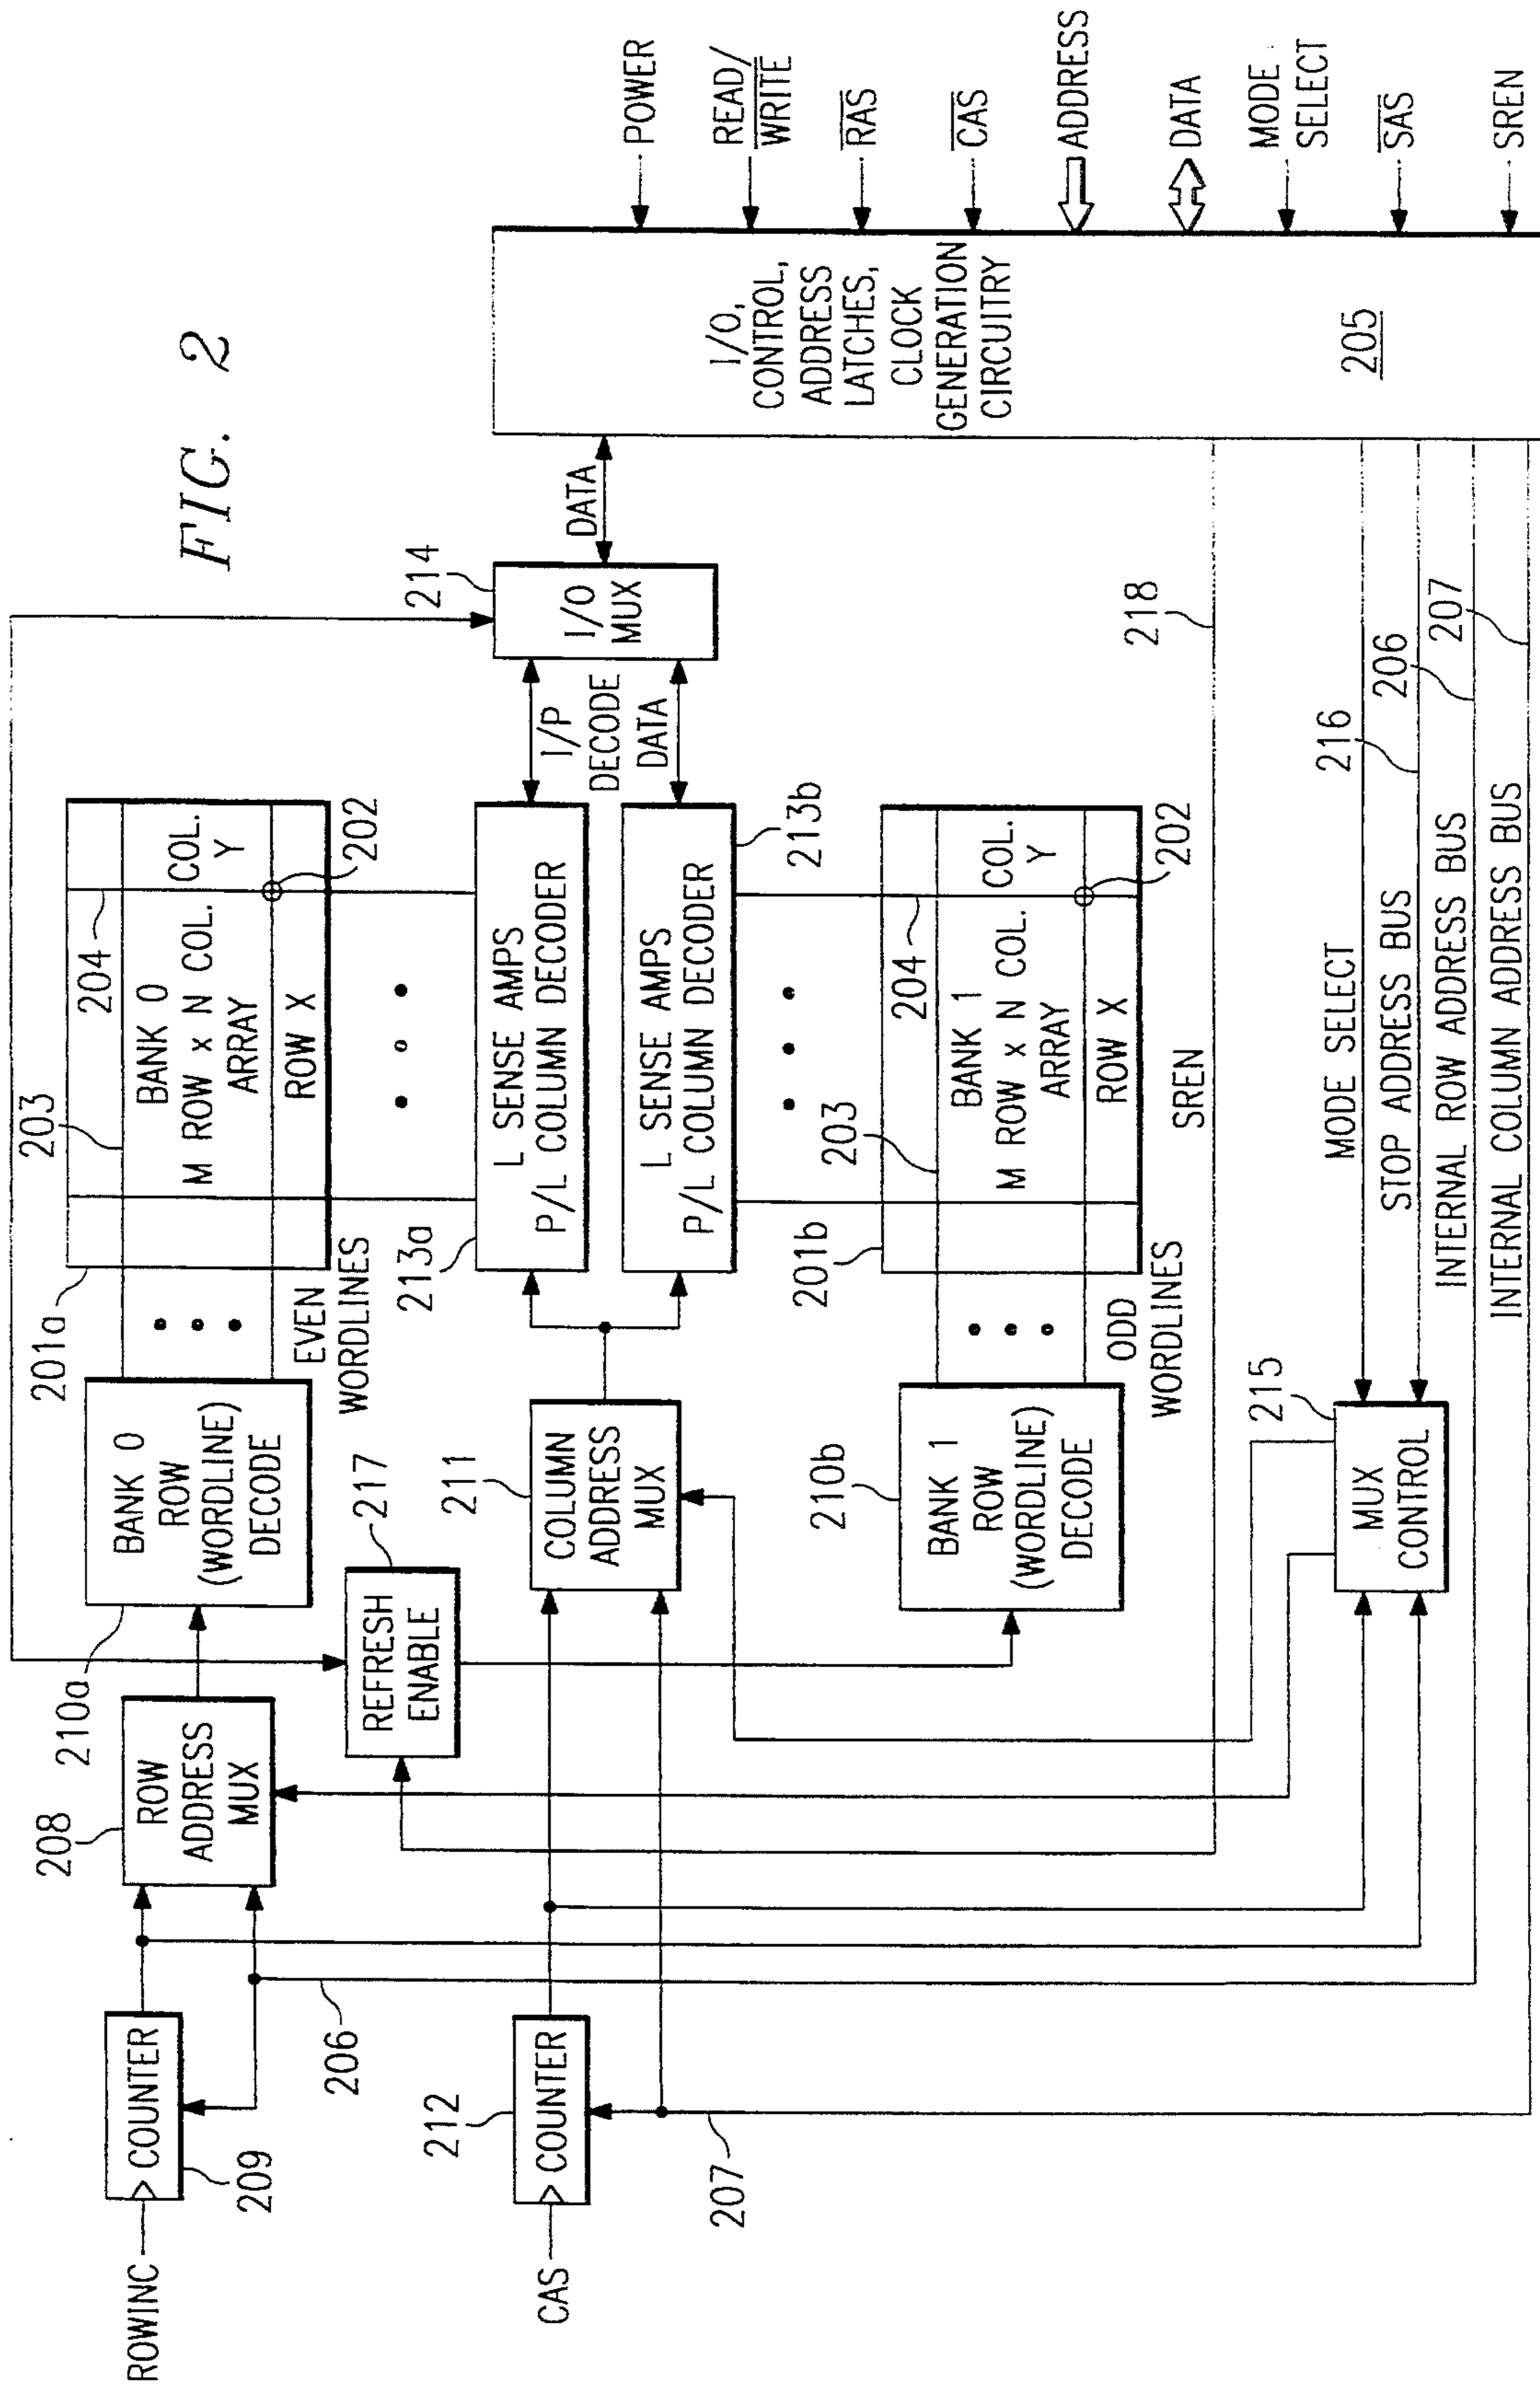 FIG. 2
ROWINC
COUNTER
209
206
208
ROW
ADDRESS
MUX
210a
BANK 0
ROW
(WORDLINE)
DECODE
201a
EVEN
WORDLINES
203
204
BANK 0
M ROW x N COL.
ARRAY
COL.
Y
ROW X
202
REFRESH
ENABLE
217
CAS
COUNTER
212
207
211
COLUMN
ADDRESS
MUX
213a
L SENSE AMPS
P/L COLUMN DECODER
L SENSE AMPS
P/L COLUMN DECODER
213b
I/P
DECODE
DATA
214
I/O
MUX
DATA
210b
BANK 1
ROW
(WORDLINE)
DECODE
ODD
WORDLINES
201b
203
204
BANK 1
M ROW x N COL.
ARRAY
COL.
Y
ROW X
202
SREN
218
215
MUX
CONTROL
MODE SELECT
216
STOP ADDRESS BUS
206
INTERNAL ROW ADDRESS BUS
207
INTERNAL COLUMN ADDRESS BUS
I/O,
CONTROL,
ADDRESS
LATCHES,
CLOCK
GENERATION
CIRCUITRY
205
POWER
READ/
WRITE
RAS
CAS
ADDRESS
DATA
MODE
SELECT
SAS
SREN